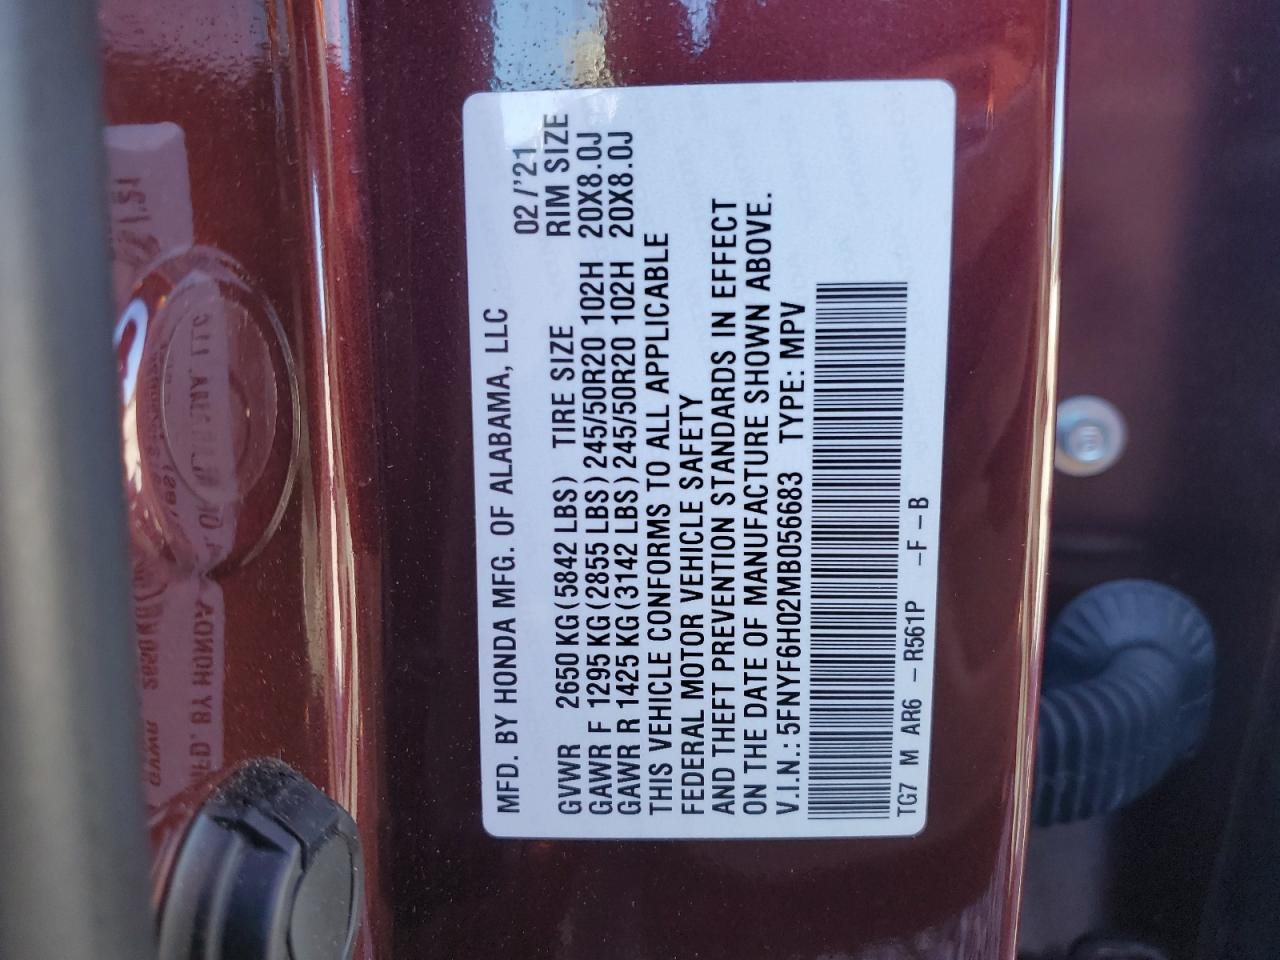 MFD. BY HONDA MFG. OF ALABAMA, LLC 02/'21
GVWR 2650 KG(5842 LBS) TIRE SIZE RIM SIZE
GAWR F 1295 KG(2855 LBS) 245/50R20 102H 20X8.0J
GAWR R 1425 KG(3142 LBS) 245/50R20 102H 20X8.0J
THIS VEHICLE CONFORMS TO ALL APPLICABLE
FEDERAL MOTOR VEHICLE SAFETY
AND THEFT PREVENTION STANDARDS IN EFFECT
ON THE DATE OF MANUFACTURE SHOWN ABOVE.
V.I.N.: 5FNYF6H02MB056683 TYPE: MPV
TG7 M AR6 -R561P -F-B